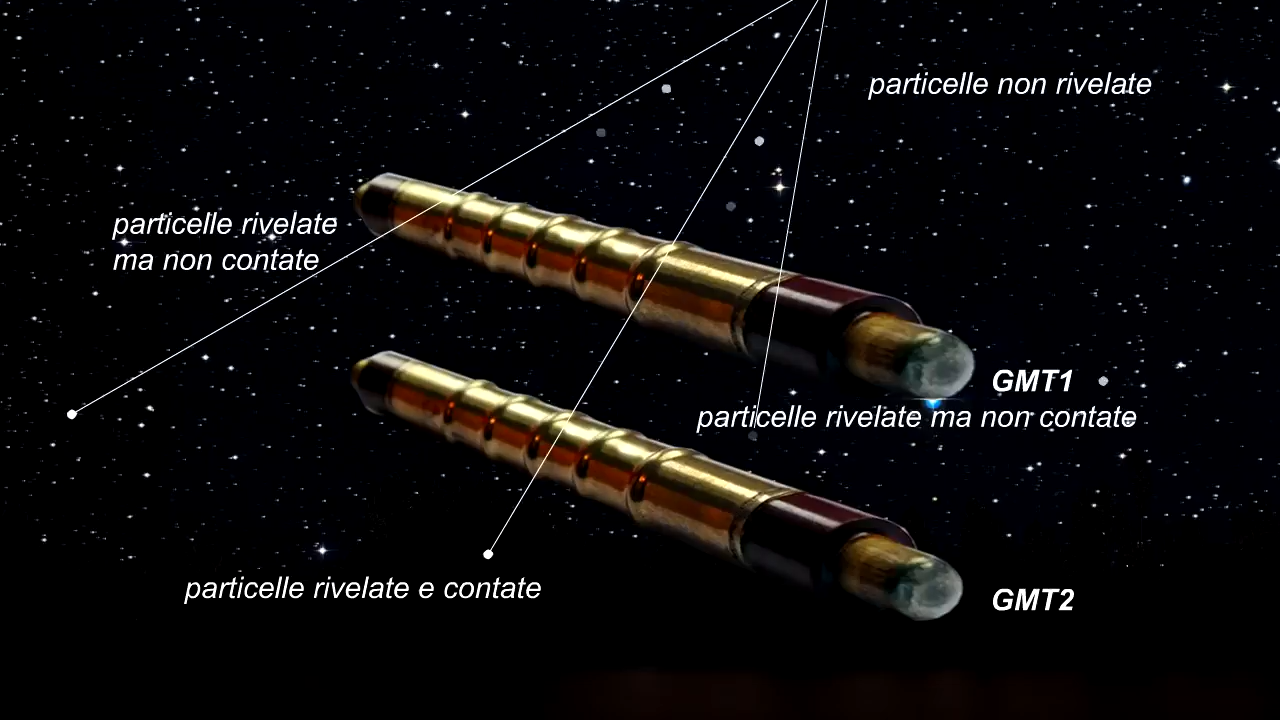 particelle non rivelate
particelle rivelate
ma non contate
GMT1
particelle rivelate ma non contate
particelle rivelate e contate
GMT2